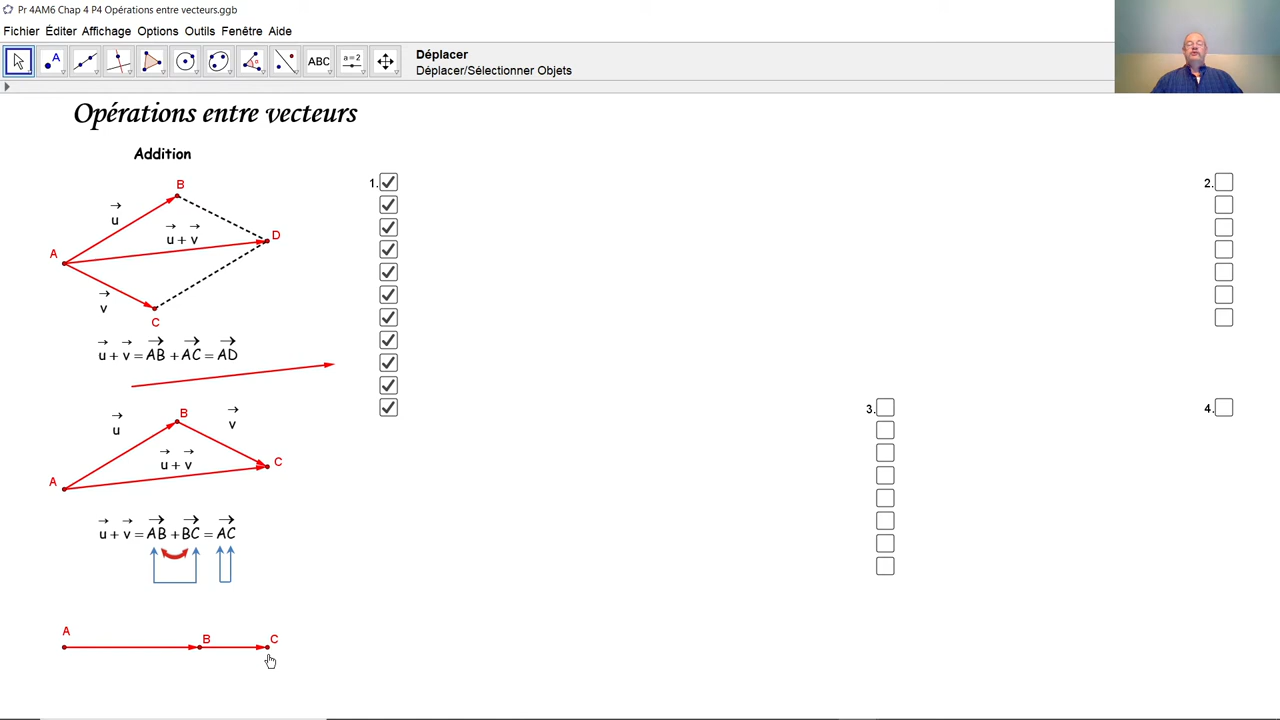 Pr 4AM6 Chap 4 P4 Opérations entre vecteurs.ggb
Fichier Éditer Affichage Options Outils Fenêtre Aide
A
ABC
a=2
Déplacer
Déplacer/Sélectionner Objets
Opérations entre vecteurs
Addition
1.
2.
B
u
u + v
D
A
v
C
u + v = AB + AC = AD
3.
4.
B
u
v
u + v
C
A
u + v = AB + BC = AC
A
B
C